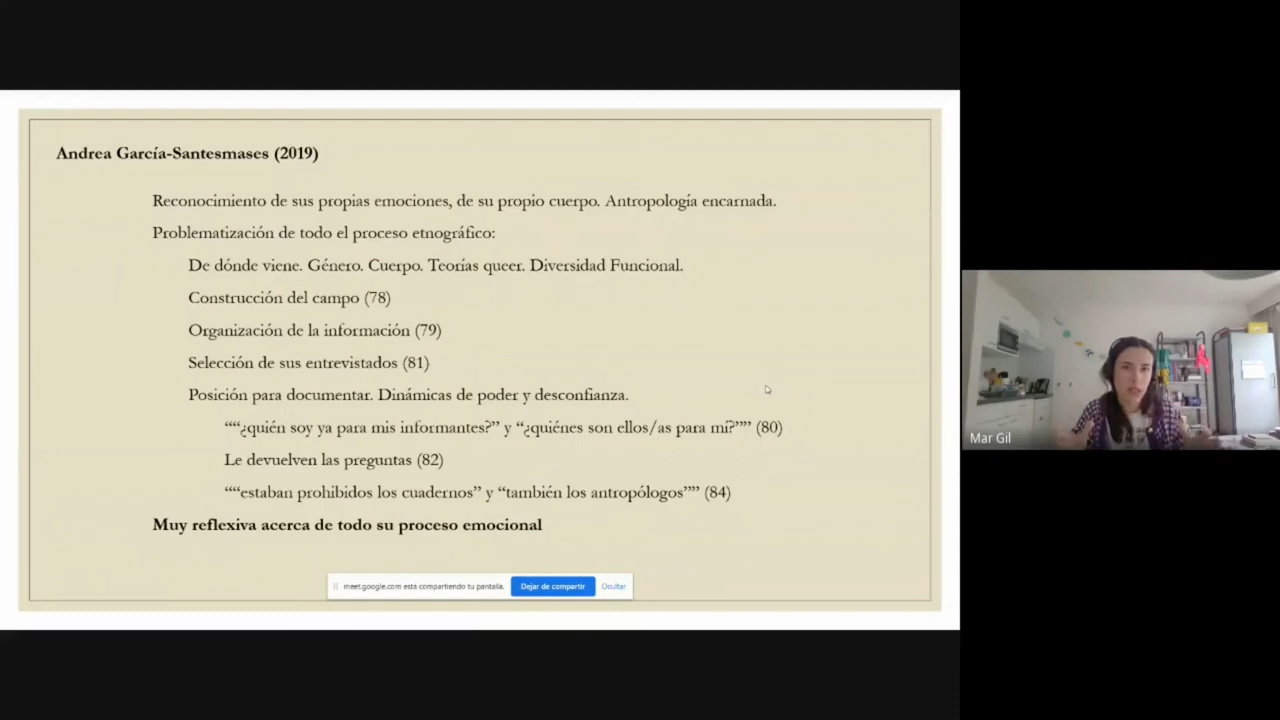 Andrea García-Santesmases (2019)
Reconocimiento de sus propias emociones, de su propio cuerpo. Antropología encarnada.
Problematización de todo el proceso etnográfico:
De dónde viene. Género. Cuerpo. Teorías queer. Diversidad Funcional.
Construcción del campo (78)
Organización de la información (79)
Selección de sus entrevistados (81)
Posición para documentar. Dinámicas de poder y desconfianza.
““¿quién soy ya para mis informantes?” y “¿quiénes son ellos/as para mí?”” (80)
Le devuelven las preguntas (82)
““estaban prohibidos los cuadernos” y “también los antropólogos”” (84)
Muy reflexiva acerca de todo su proceso emocional
meet.google.com está compartiendo tu pantalla. Dejar de compartir Ocultar
Mar Gil